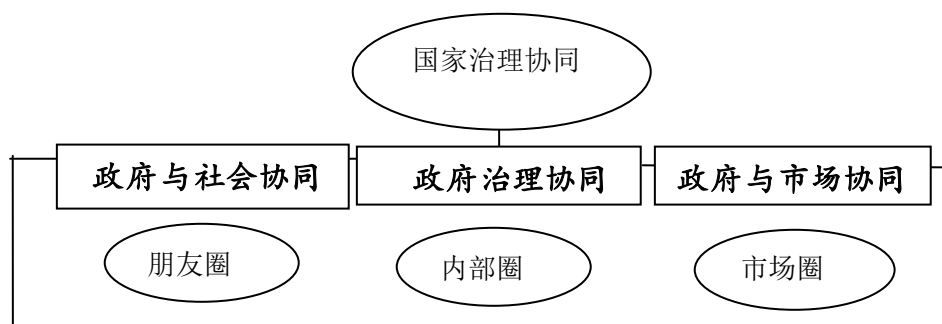 国家治理协同
政府与社会协同
政府治理协同
政府与市场协同
朋友圈
内部圈
市场圈